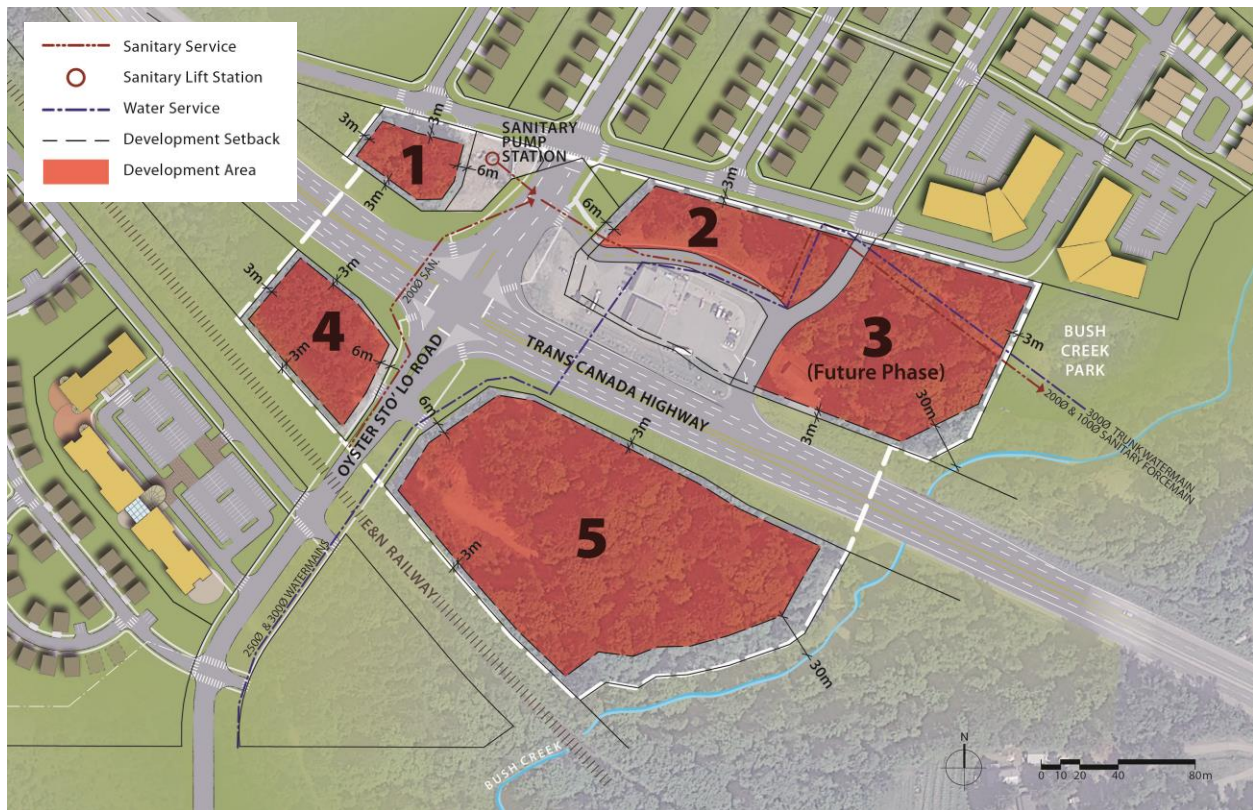 Sanitary Service
Sanitary Lift Station
Water Service
Development Setback
Development Area
3m
3m
1
SANITARY
PUMP
STATION
6m
3m
3m
6m
2
3m
3m
4
3m
6m
200Ø SAN.
OYSTER STO' LO ROAD
TRANS CANADA HIGHWAY
3
(Future Phase)
3m
BUSH
CREEK
PARK
3m
30m
300Ø TRUNKWATERMAIN
200Ø & 100Ø SANITARY
FORCEMAIN
6m
3m
5
3m
30m
E&N RAILWAY
250Ø & 300Ø WATERMAINS
BUSH CREEK
N
0 10 20 40 80m